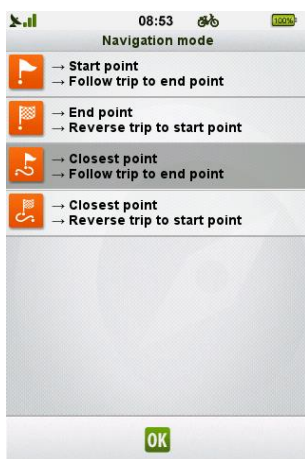 08:53 100%
Navigation mode
→ Start point
→ Follow trip to end point
→ End point
→ Reverse trip to start point
→ Closest point
→ Follow trip to end point
→ Closest point
→ Reverse trip to start point
OK